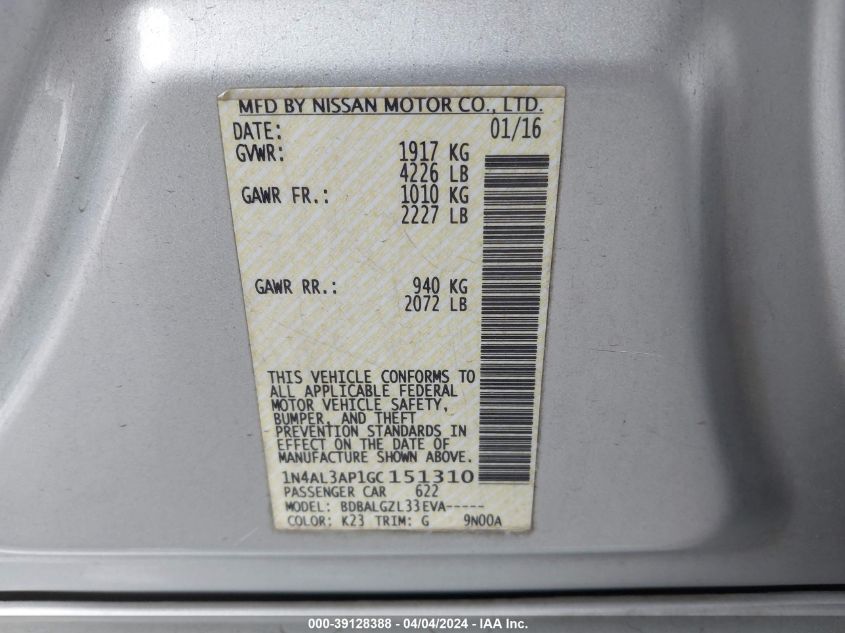 MFD BY NISSAN MOTOR CO., LTD.
DATE: 01/16
GVWR: 1917 KG
4226 LB
GAWR FR.: 1010 KG
2227 LB
GAWR RR.: 940 KG
2072 LB
THIS VEHICLE CONFORMS TO
ALL APPLICABLE FEDERAL
MOTOR VEHICLE SAFETY,
BUMPER, AND THEFT
PREVENTION STANDARDS IN
EFFECT ON THE DATE OF
MANUFACTURE SHOWN ABOVE.
1N4AL3AP1GC151310
PASSENGER CAR 622
MODEL: BDBALGZL33EVA-----
COLOR: K23 TRIM: G 9N00A
000-39128388 - 04/04/2024 - IAA Inc.